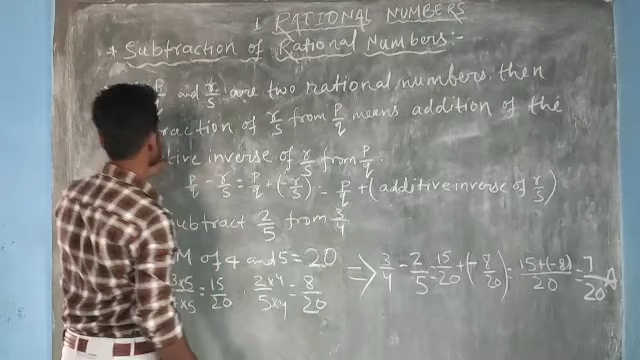 1 RATIONAL NUMBERS
* Subtraction of Rational Numbers:-
p/q and r/s are two rational numbers, then
raction of r/s from p/q means addition of the
tive inverse of r/s from p/q.
p/q - r/s = p/q + (-r/s) = p/q + (additive inverse of r/s)
Subtract 2/5 from 3/4
M of 4 and 5 = 20 ⇒ 3/4 - 2/5 = 15/20 + (-8/20) = 15+(-8)/20 = 7/20 A
3×5/×5 = 15/20 2×4/5×4 = 8/20